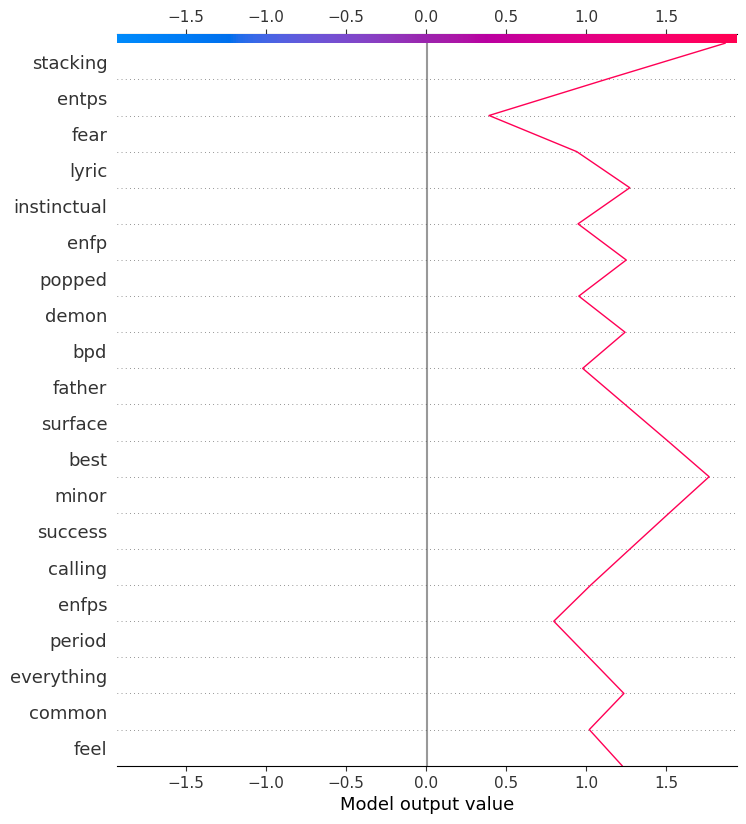 −1.5 −1.0 −0.5 0.0 0.5 1.0 1.5
stacking
entps
fear
lyric
instinctual
enfp
popped
demon
bpd
father
surface
best
minor
success
calling
enfps
period
everything
common
feel
−1.5 −1.0 −0.5 0.0 0.5 1.0 1.5
Model output value